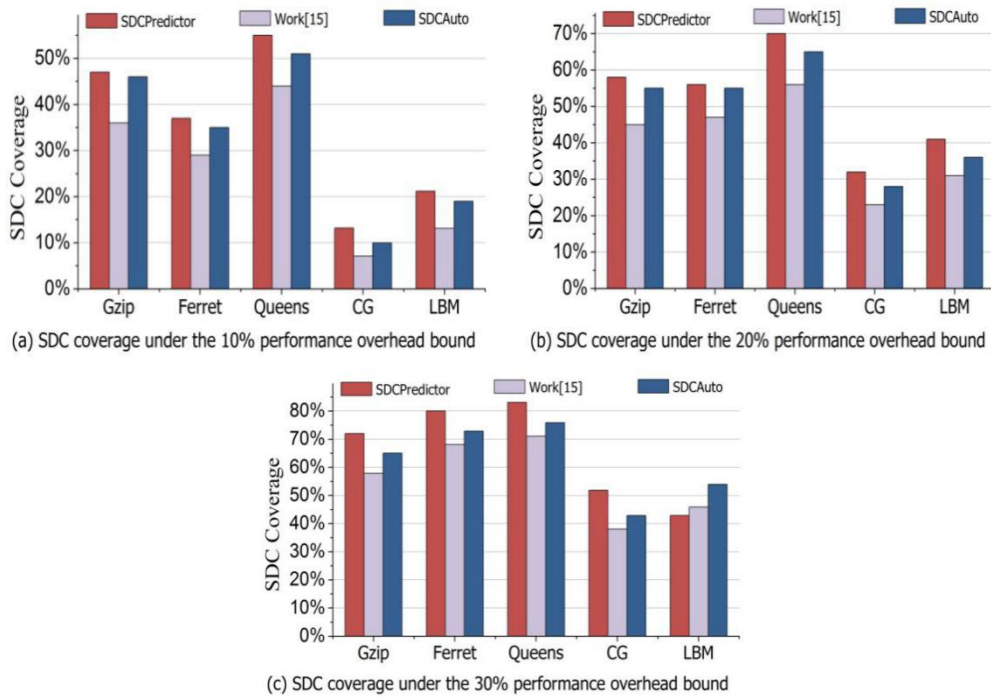 SDCPredictor Work[15] SDCAuto
50%
40%
30%
20%
10%
0%
SDC Coverage
Gzip Ferret Queens CG LBM
(a) SDC coverage under the 10% performance overhead bound
SDCPredictor Work[15] SDCAuto
70%
60%
50%
40%
30%
20%
10%
0%
SDC Coverage
Gzip Ferret Queens CG LBM
(b) SDC coverage under the 20% performance overhead bound
SDCPredictor Work[15] SDCAuto
80%
70%
60%
50%
40%
30%
20%
10%
0%
SDC Coverage
Gzip Ferret Queens CG LBM
(c) SDC coverage under the 30% performance overhead bound